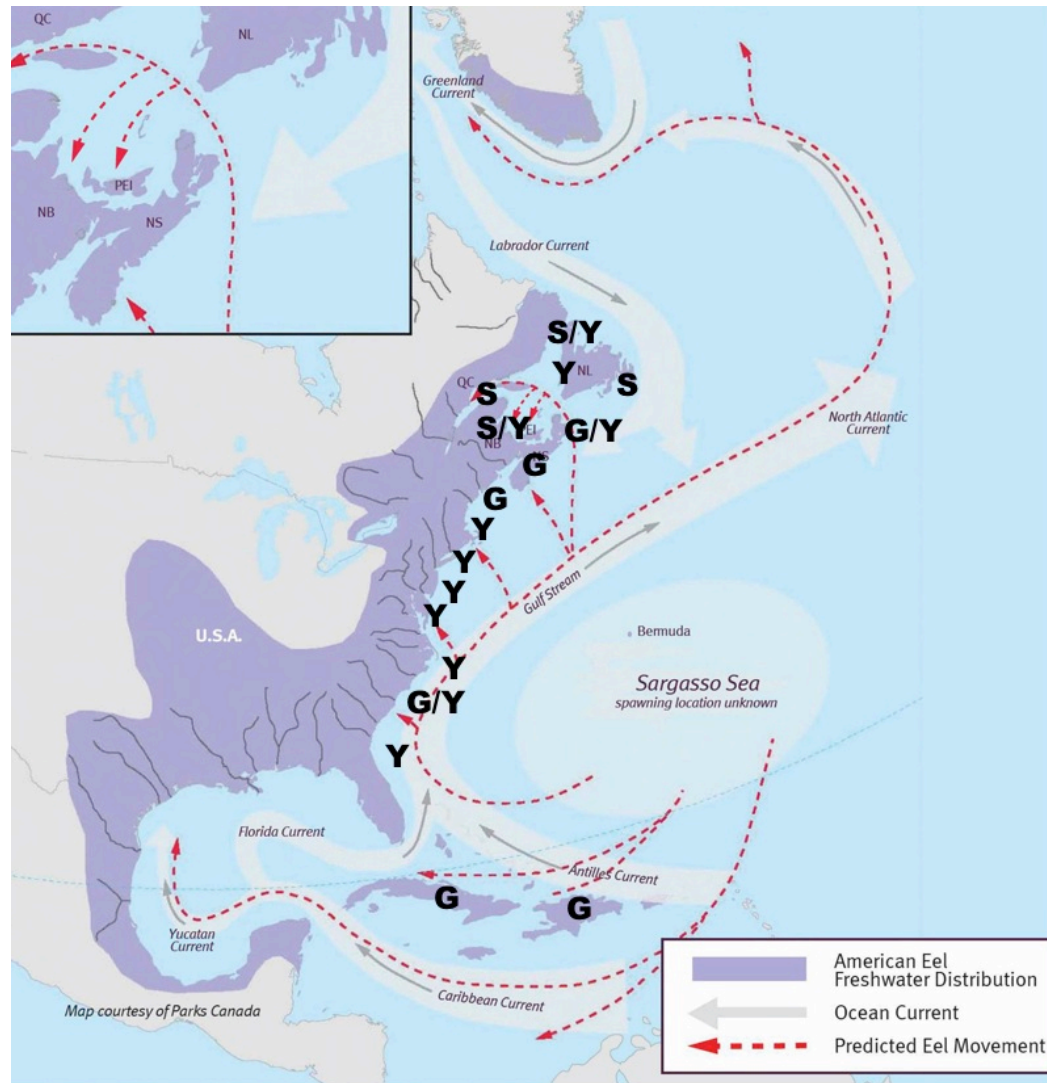 QC
NL
PEI
NB
NS
Greenland
Current
Labrador Current
S/Y
Y
NL
S
QC
S
S/Y
EI
NB
G/Y
G
North Atlantic
Current
G
Y
Y
Y
Y
Gulf Stream
U.S.A.
Bermuda
Y
Sargasso Sea
spawning location unknown
G/Y
Y
Florida Current
Antilles Current
G
G
Yucatan
Current
Caribbean Current
Map courtesy of Parks Canada
American Eel
Freshwater Distribution
Ocean Current
Predicted Eel Movement